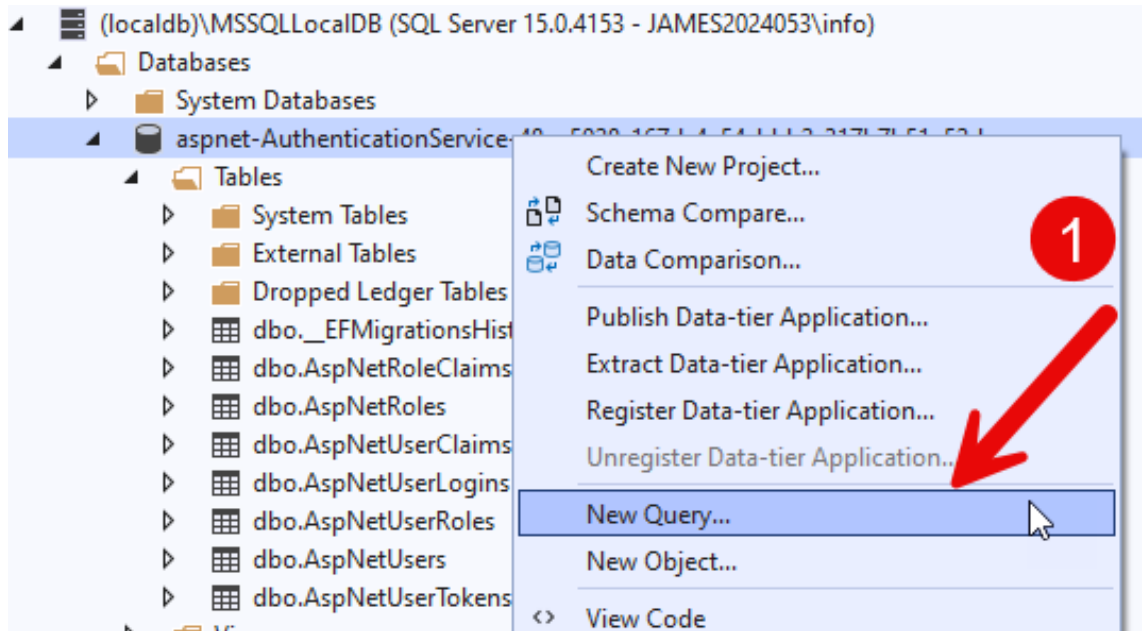 (localdb)\MSSQLLocalDB (SQL Server 15.0.4153 - JAMES2024053\info)
Databases
System Databases
aspnet-AuthenticationService-
Tables
System Tables
External Tables
Dropped Ledger Tables
dbo.__EFMigrationsHist
dbo.AspNetRoleClaims
dbo.AspNetRoles
dbo.AspNetUserClaims
dbo.AspNetUserLogins
dbo.AspNetUserRoles
dbo.AspNetUsers
dbo.AspNetUserTokens
Create New Project...
Schema Compare...
Data Comparison...
Publish Data-tier Application...
Extract Data-tier Application...
Register Data-tier Application...
Unregister Data-tier Application..
New Query...
New Object...
View Code
1